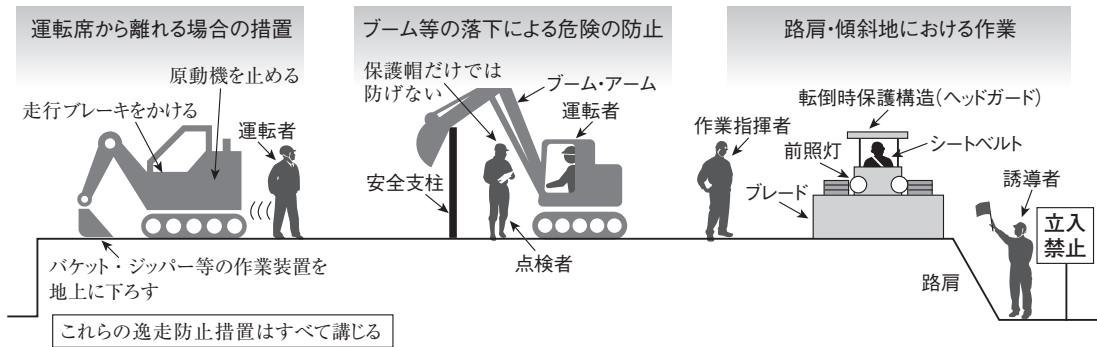 運転席から離れる場合の措置
原動機を止める
走行ブレーキをかける
運転者
バケット・ジッパー等の作業装置を
地上に下ろす
これらの逸走防止措置はすべて講じる
ブーム等の落下による危険の防止
保護帽だけでは
防げない
ブーム・アーム
運転者
安全支柱
点検者
路肩・傾斜地における作業
転倒時保護構造(ヘッドガード)
作業指揮者
前照灯
シートベルト
ブレード
誘導者
立入
禁止
路肩